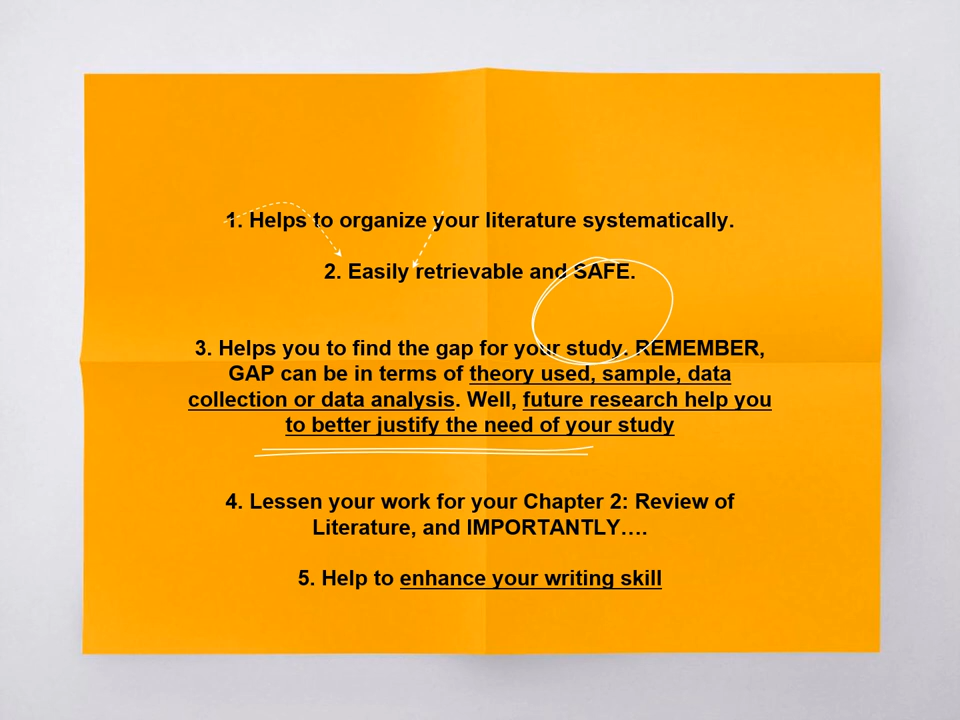 1. Helps to organize your literature systematically.
2. Easily retrievable and SAFE.
3. Helps you to find the gap for your study. REMEMBER,
GAP can be in terms of theory used, sample, data
collection or data analysis. Well, future research help you
to better justify the need of your study
4. Lessen your work for your Chapter 2: Review of
Literature, and IMPORTANTLY….
5. Help to enhance your writing skill